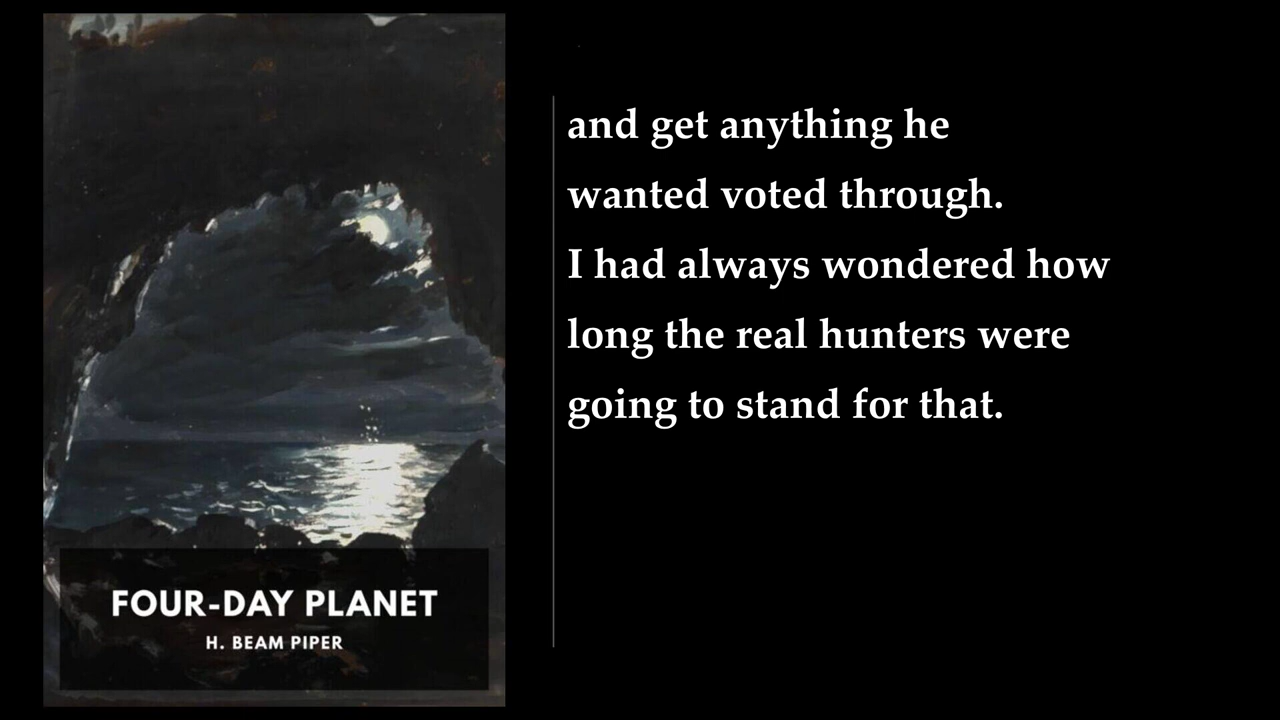 and get anything he
wanted voted through.
I had always wondered how
long the real hunters were
going to stand for that.
FOUR-DAY PLANET
H. BEAM PIPER